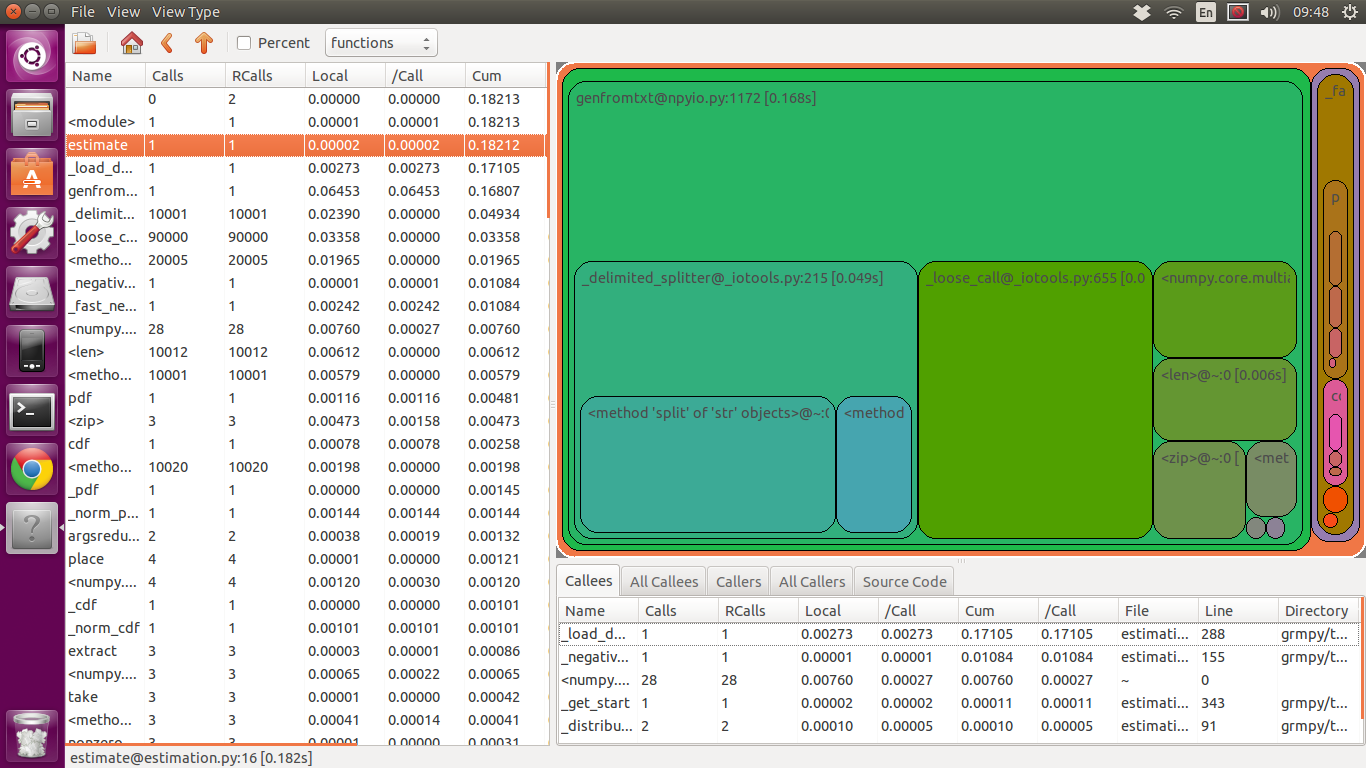 File View View Type
En 09:48
Percent functions
Name Calls RCalls Local /Call Cum
0 2 0.00000 0.00000 0.18213
<module> 1 1 0.00001 0.00001 0.18213
estimate 1 1 0.00002 0.00002 0.18212
_load_d... 1 1 0.00273 0.00273 0.17105
genfrom... 1 1 0.06453 0.06453 0.16807
_delimit... 10001 10001 0.02390 0.00000 0.04934
_loose_c... 90000 90000 0.03358 0.00000 0.03358
<metho... 20005 20005 0.01965 0.00000 0.01965
_negativ... 1 1 0.00001 0.00001 0.01084
_fast_ne... 1 1 0.00242 0.00242 0.01084
<numpy.... 28 28 0.00760 0.00027 0.00760
<len> 10012 10012 0.00612 0.00000 0.00612
<metho... 10001 10001 0.00579 0.00000 0.00579
pdf 1 1 0.00116 0.00116 0.00481
<zip> 3 3 0.00473 0.00158 0.00473
cdf 1 1 0.00078 0.00078 0.00258
<metho... 10020 10020 0.00198 0.00000 0.00198
_pdf 1 1 0.00000 0.00000 0.00145
_norm_p... 1 1 0.00144 0.00144 0.00144
argsredu... 2 2 0.00038 0.00019 0.00132
place 4 4 0.00001 0.00000 0.00121
<numpy.... 4 4 0.00120 0.00030 0.00120
_cdf 1 1 0.00000 0.00000 0.00101
_norm_cdf 1 1 0.00101 0.00101 0.00101
extract 3 3 0.00003 0.00001 0.00086
<numpy.... 3 3 0.00065 0.00022 0.00065
take 3 3 0.00001 0.00000 0.00042
<metho... 3 3 0.00041 0.00014 0.00041
nonzero 3 3 0.00001 0.00000 0.00031
estimate@estimation.py:16 [0.182s]
genfromtxt@npyio.py:1172 [0.168s]
_fa
p
_delimited_splitter@_iotools.py:215 [0.049s]
_loose_call@_iotools.py:655 [0.0
<numpy.core.multia
<len>@~:0 [0.006s]
<method 'split' of 'str' objects>@~:0
<method
<zip>@~:0 [
<met
cc
Callees All Callees Callers All Callers Source Code
Name Calls RCalls Local /Call Cum /Call File Line Directory
_load_d... 1 1 0.00273 0.00273 0.17105 0.17105 estimati... 288 grmpy/t...
_negativ... 1 1 0.00001 0.00001 0.01084 0.01084 estimati... 155 grmpy/t...
<numpy.... 28 28 0.00760 0.00027 0.00760 0.00027 ~ 0
_get_start 1 1 0.00002 0.00002 0.00011 0.00011 estimati... 343 grmpy/t...
_distribu... 2 2 0.00010 0.00005 0.00010 0.00005 estimati... 91 grmpy/t...